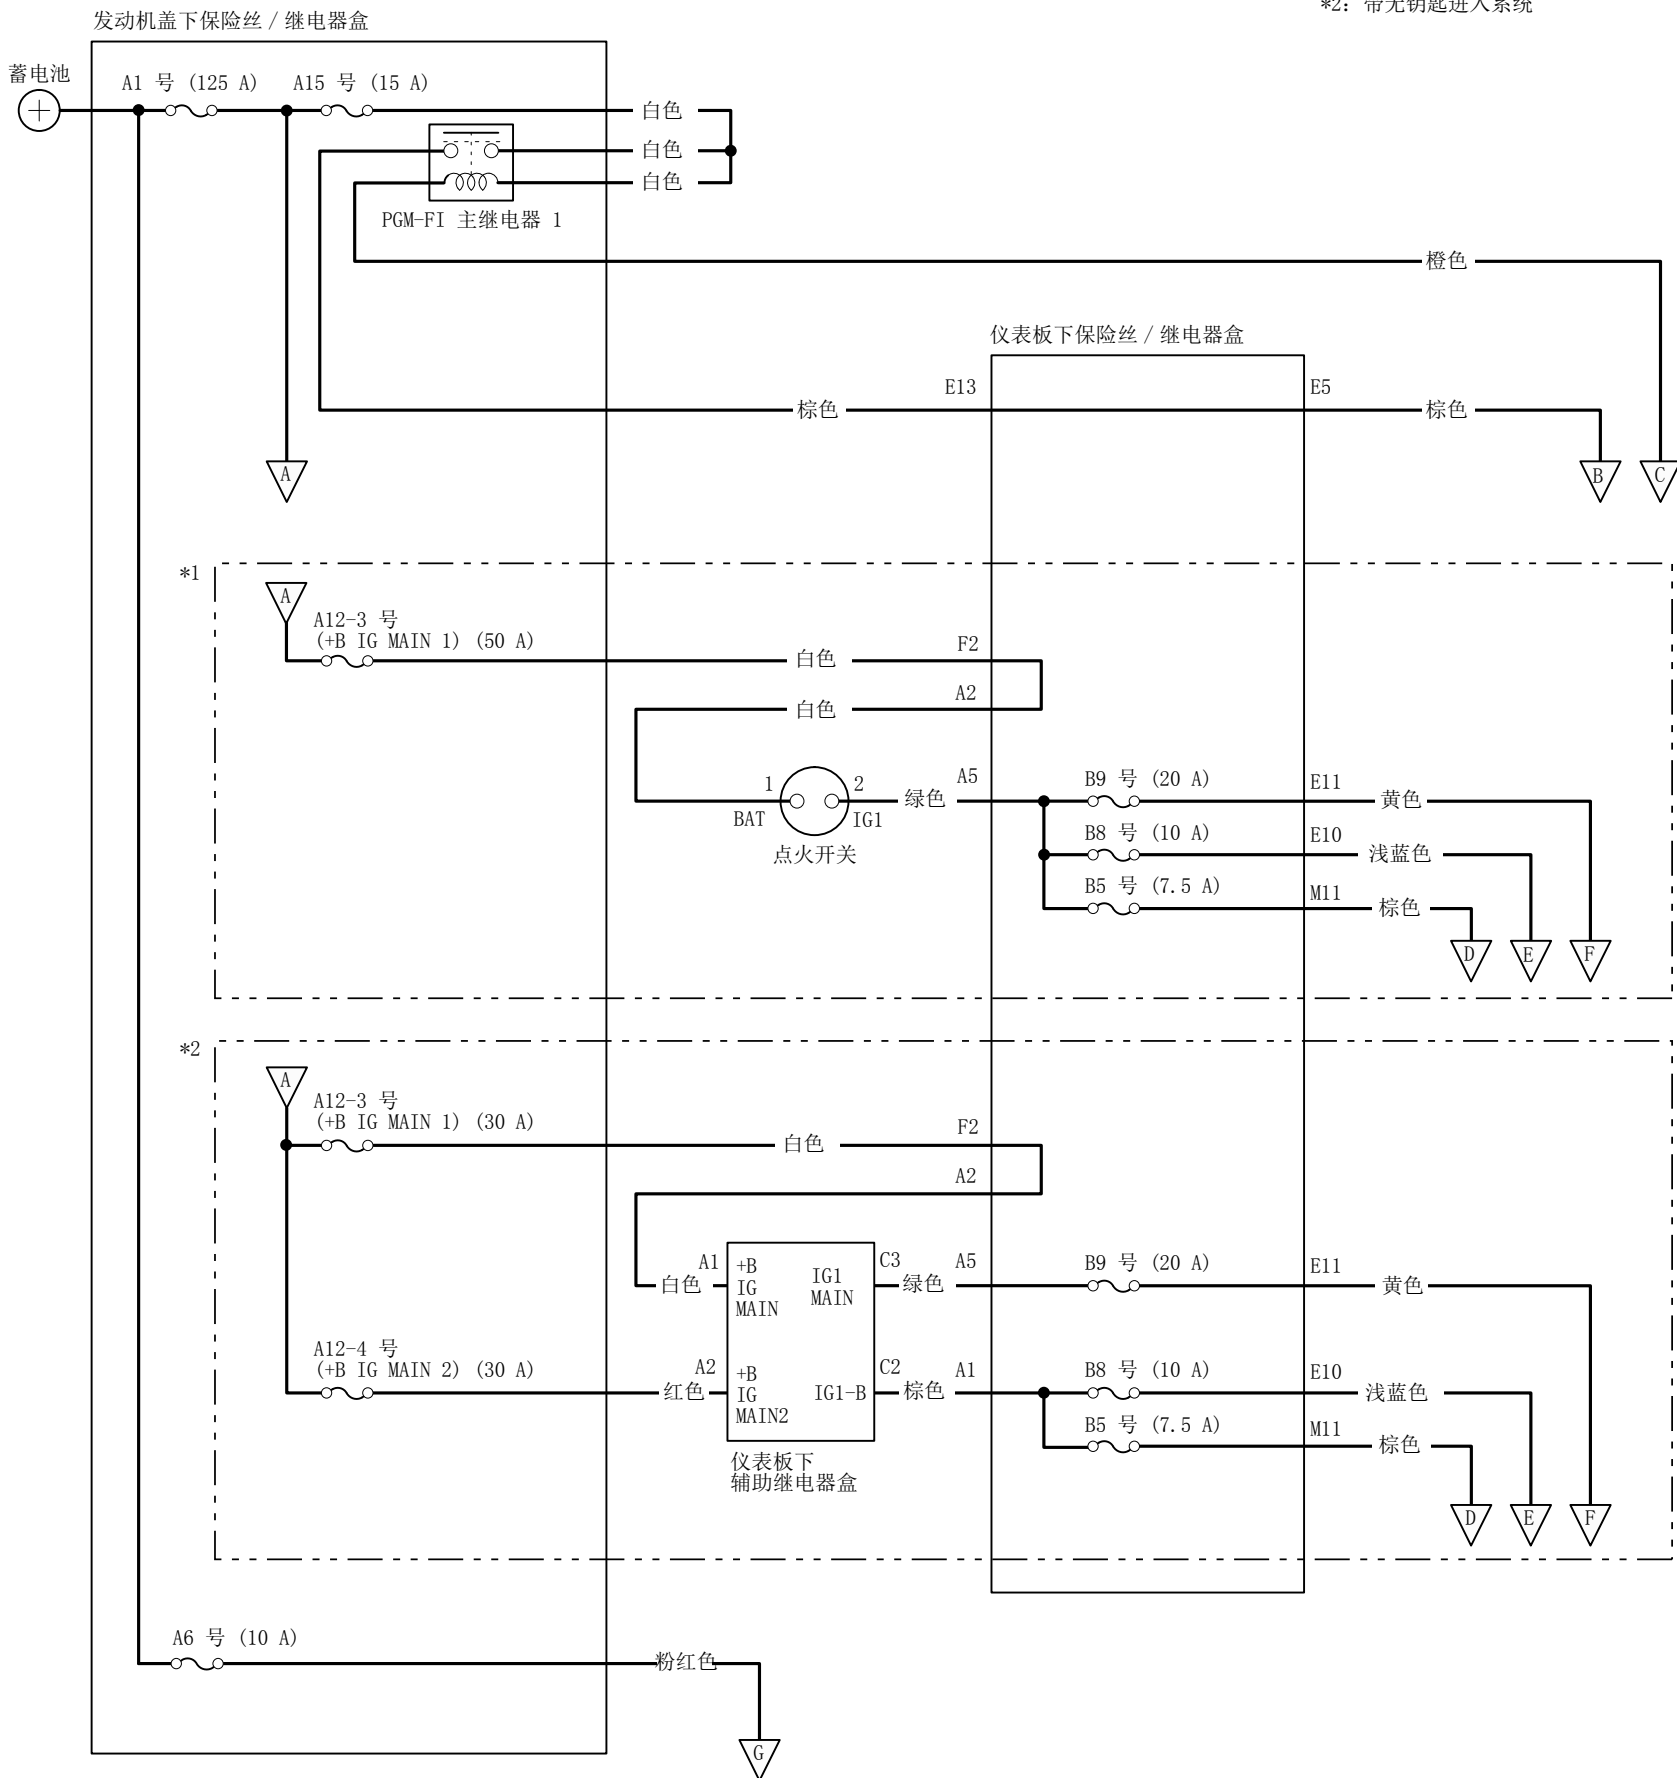 *2: 带无钥匙进入系统
发动机盖下保险丝 / 继电器盒
蓄电池
A1 号 (125 A)
A15 号 (15 A)
白色
白色
白色
PGM-FI 主继电器 1
橙色
仪表板下保险丝 / 继电器盒
E13
E5
棕色
棕色
A
B
C
*1
A
A12-3 号
(+B IG MAIN 1) (50 A)
白色
F2
A2
白色
1
2
BAT
IG1
点火开关
绿色
A5
B9 号 (20 A)
E11
黄色
B8 号 (10 A)
E10
浅蓝色
B5 号 (7.5 A)
M11
棕色
D
E
F
*2
A
A12-3 号
(+B IG MAIN 1) (30 A)
白色
F2
A2
白色
A1
+B
IG
MAIN
IG1
MAIN
C3
绿色
A5
B9 号 (20 A)
E11
黄色
A12-4 号
(+B IG MAIN 2) (30 A)
红色
A2
+B
IG
MAIN2
IG1-B
C2
棕色
A1
B8 号 (10 A)
E10
浅蓝色
B5 号 (7.5 A)
M11
棕色
仪表板下
辅助继电器盒
D
E
F
A6 号 (10 A)
粉红色
G